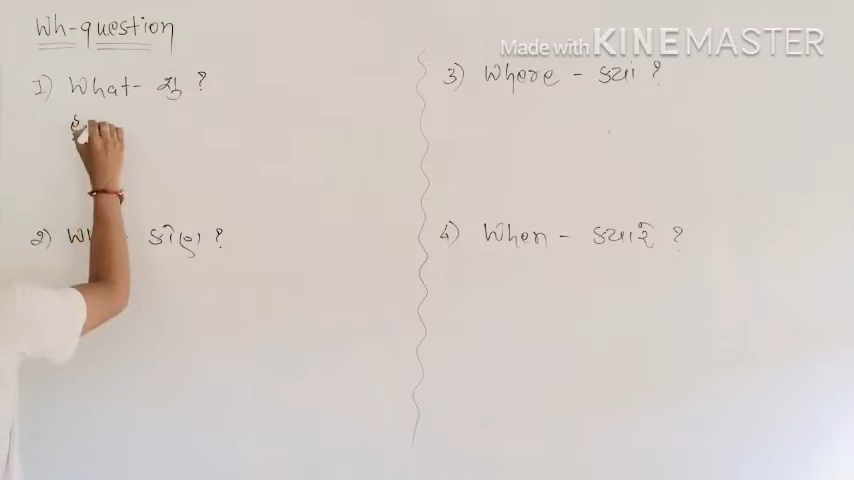 Wh-question
1) What - શું ?
2) કોણ ?
3) Where - ક્યાં ?
4) When - ક્યારે ?
Made with KINEMASTER